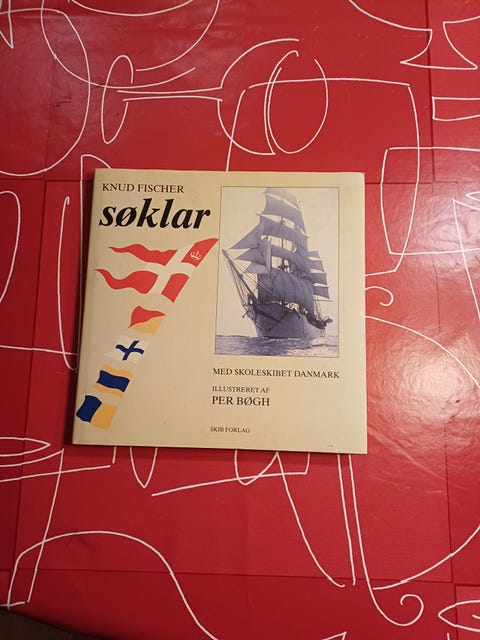 KNUD FISCHER
søklar
MED SKOLESKIBET DANMARK
ILLUSTRERET AF
PER BØGH
SKIB FORLAG